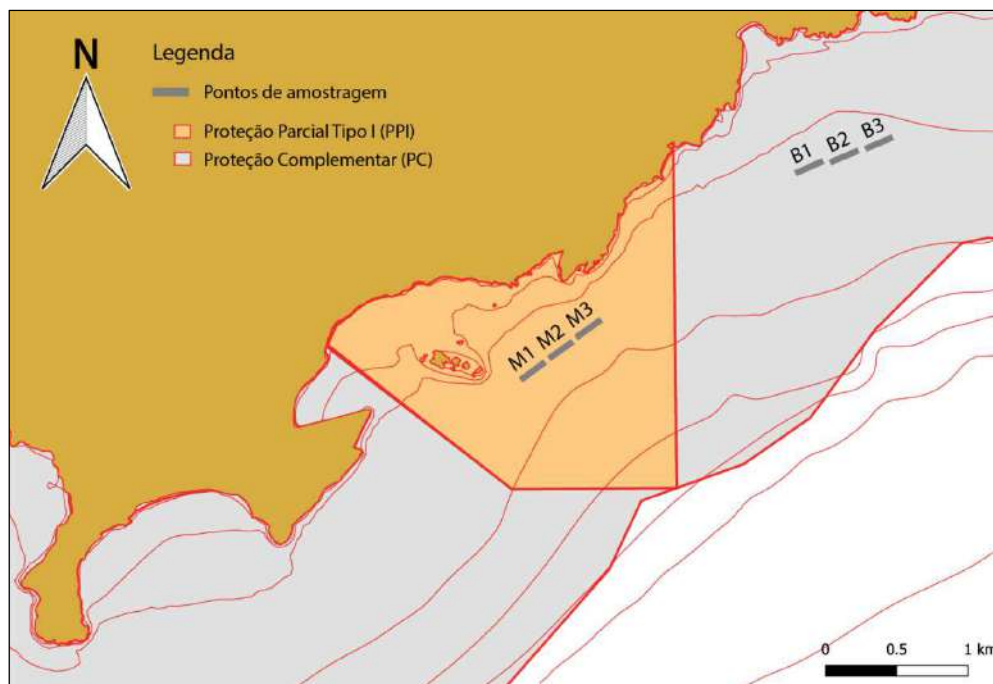 N
Legenda
Pontos de amostragem
Proteção Parcial Tipo I (PPI)
Proteção Complementar (PC)
B1 B2 B3
M1 M2 M3
0 0.5 1 km